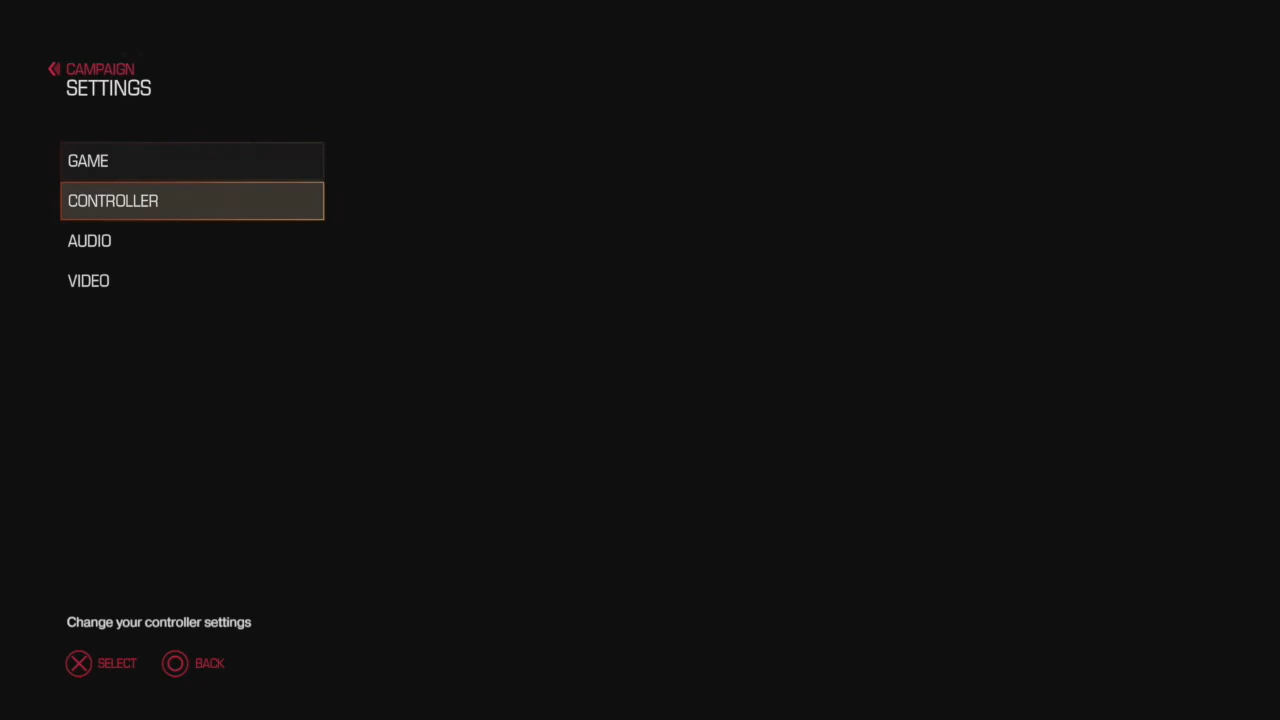 CAMPAIGN
SETTINGS
GAME
CONTROLLER
AUDIO
VIDEO
Change your controller settings
SELECT BACK